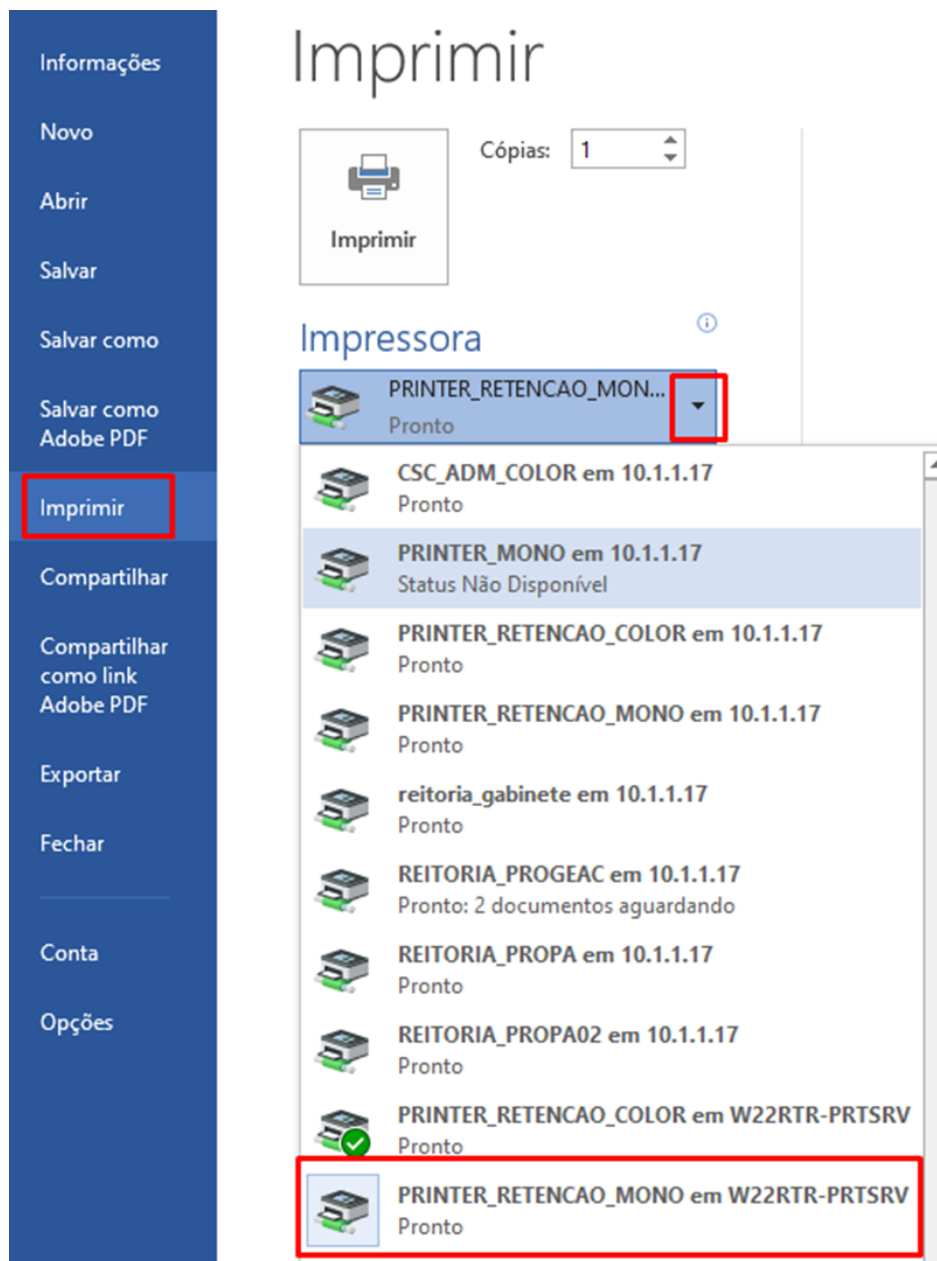 Informações
Novo
Abrir
Salvar
Salvar como
Salvar como
Adobe PDF
Imprimir
Compartilhar
Compartilhar
como link
Adobe PDF
Exportar
Fechar
Conta
Opções
Imprimir
Cópias: 1
Imprimir
Impressora
PRINTER_RETENCAO_MON...
Pronto
CSC_ADM_COLOR em 10.1.1.17
Pronto
PRINTER_MONO em 10.1.1.17
Status Não Disponível
PRINTER_RETENCAO_COLOR em 10.1.1.17
Pronto
PRINTER_RETENCAO_MONO em 10.1.1.17
Pronto
reitoria_gabinete em 10.1.1.17
Pronto
REITORIA_PROGEAC em 10.1.1.17
Pronto: 2 documentos aguardando
REITORIA_PROPA em 10.1.1.17
Pronto
REITORIA_PROPA02 em 10.1.1.17
Pronto
PRINTER_RETENCAO_COLOR em W22RTR-PRTSRV
Pronto
PRINTER_RETENCAO_MONO em W22RTR-PRTSRV
Pronto